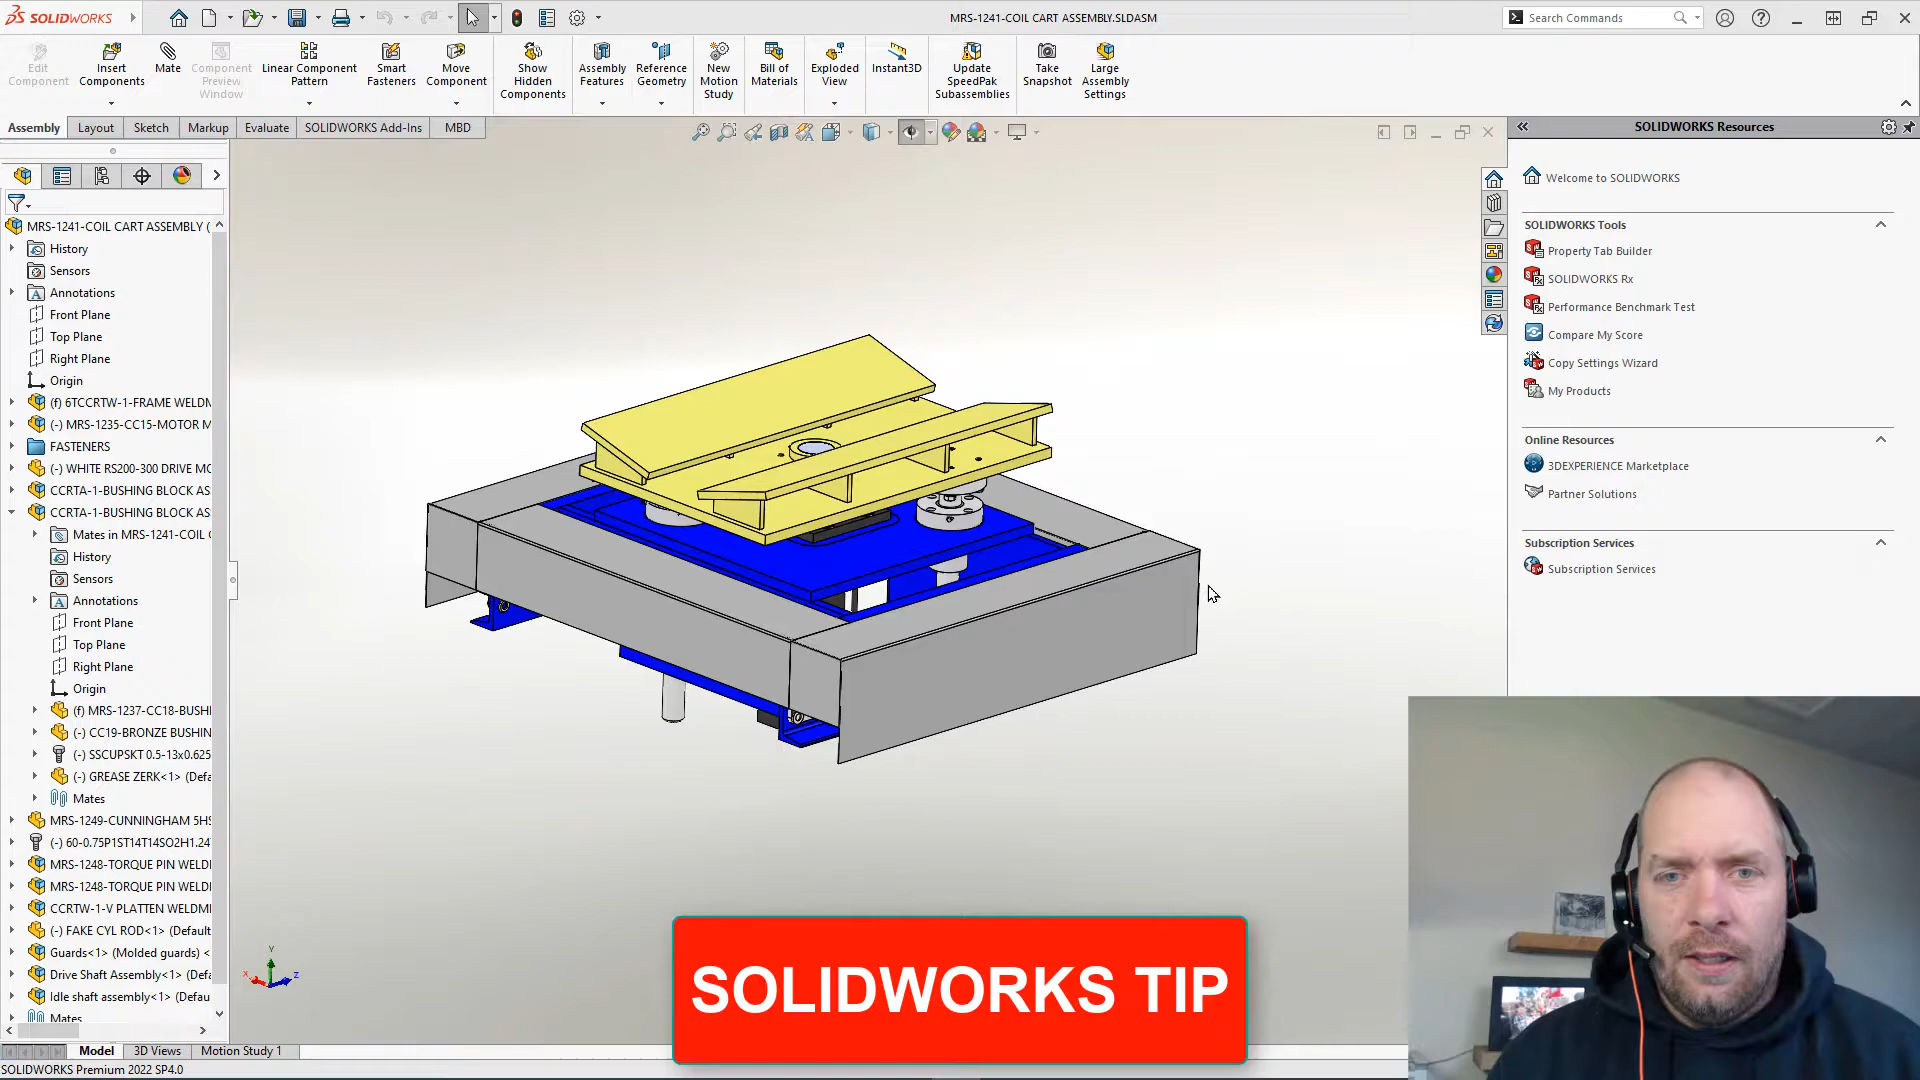 SOLIDWORKS
MRS-1241-COIL CART ASSEMBLY.SLDASM
Search Commands
Edit Component
Insert Components
Mate
Component Preview Window
Linear Component Pattern
Smart Fasteners
Move Component
Show Hidden Components
Assembly Features
Reference Geometry
New Motion Study
Bill of Materials
Exploded View
Instant3D
Update SpeedPak Subassemblies
Take Snapshot
Large Assembly Settings
Assembly
Layout
Sketch
Markup
Evaluate
SOLIDWORKS Add-Ins
MBD
MRS-1241-COIL CART ASSEMBLY (
History
Sensors
Annotations
Front Plane
Top Plane
Right Plane
Origin
(f) 6TCCRTW-1-FRAME WELDM
(-) MRS-1235-CC15-MOTOR M
FASTENERS
(-) WHITE RS200-300 DRIVE MO
CCRTA-1-BUSHING BLOCK AS
CCRTA-1-BUSHING BLOCK AS
Mates in MRS-1241-COIL C
History
Sensors
Annotations
Front Plane
Top Plane
Right Plane
Origin
(f) MRS-1237-CC18-BUSHI
(-) CC19-BRONZE BUSHIN
(-) SSCUPSKT 0.5-13x0.625
(-) GREASE ZERK<1> (Defa
Mates
MRS-1249-CUNNINGHAM 5HS
(-) 60-0.75P1ST14T14SO2H1.24
MRS-1248-TORQUE PIN WELD
MRS-1248-TORQUE PIN WELD
CCRTW-1-V PLATTEN WELDM
(-) FAKE CYL ROD<1> (Default
Guards<1> (Molded guards) <
Drive Shaft Assembly<1> (Defa
Idle shaft assembly<1> (Defau
Mates
Y
X
Z
Model
3D Views
Motion Study 1
SOLIDWORKS Premium 2022 SP4.0
SOLIDWORKS Resources
Welcome to SOLIDWORKS
SOLIDWORKS Tools
Property Tab Builder
SOLIDWORKS Rx
Performance Benchmark Test
Compare My Score
Copy Settings Wizard
My Products
Online Resources
3DEXPERIENCE Marketplace
Partner Solutions
Subscription Services
Subscription Services
SOLIDWORKS TIP